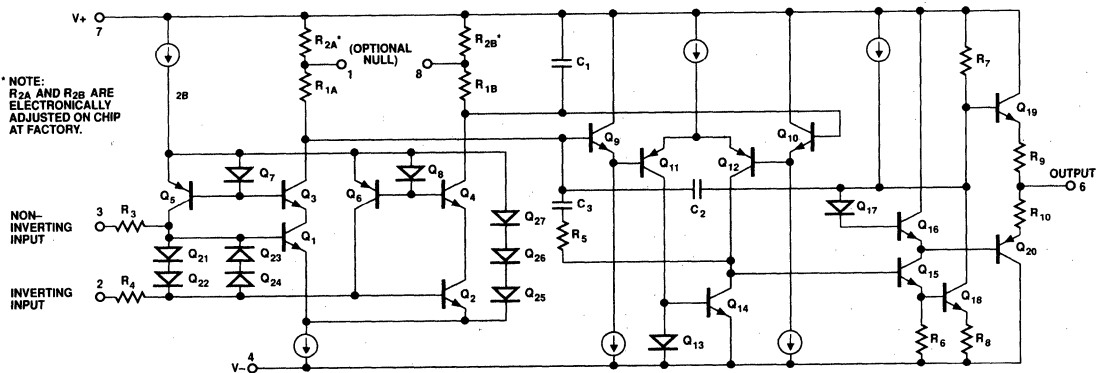 V+
7
R2A*
(OPTIONAL
NULL)
1
8
R2B*
R1A
R1B
C1
R7
* NOTE:
R2A AND R2B ARE
ELECTRONICALLY
ADJUSTED ON CHIP
AT FACTORY.
2B
Q19
Q9
Q10
Q11
Q12
Q7
Q8
Q5
Q3
Q6
Q4
R9
OUTPUT
6
NON–
INVERTING
INPUT
3
R3
Q1
Q27
C3
C2
Q17
Q16
R10
Q20
Q21
Q23
Q26
R5
Q22
Q24
Q15
INVERTING
INPUT
2
R4
Q2
Q25
Q14
Q18
Q13
R6
R8
V–
4